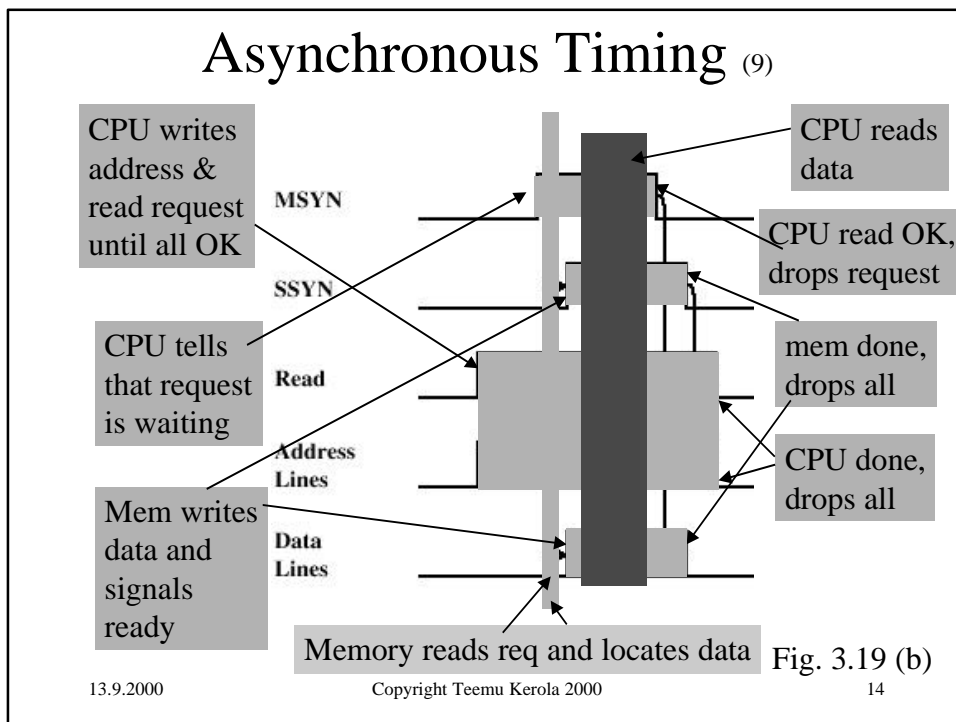 Asynchronous Timing (9)
CPU writes
address &
read request
until all OK
CPU reads
data
MSYN
CPU read OK,
drops request
SSYN
CPU tells
that request
is waiting
mem done,
drops all
Read
Address
Lines
CPU done,
drops all
Mem writes
data and
signals
ready
Data
Lines
Memory reads req and locates data
Fig. 3.19 (b)
13.9.2000
Copyright Teemu Kerola 2000
14